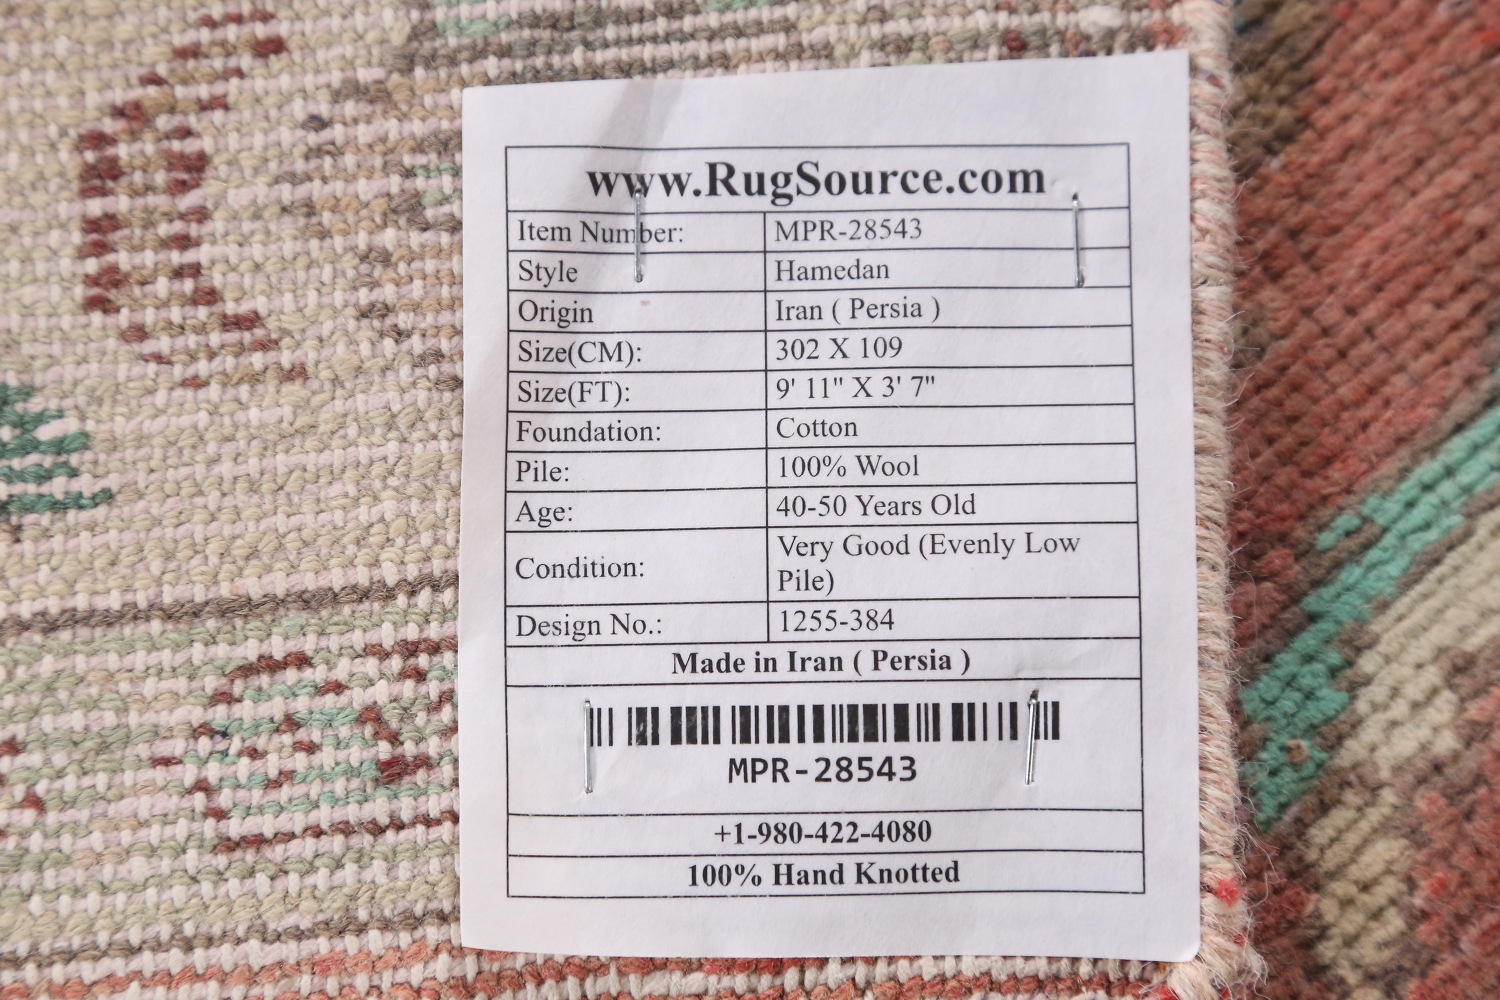 www.RugSource.com
Item Number: MPR-28543
Style Hamedan
Origin Iran ( Persia )
Size(CM): 302 X 109
Size(FT): 9' 11" X 3' 7"
Foundation: Cotton
Pile: 100% Wool
Age: 40-50 Years Old
Condition: Very Good (Evenly Low
Pile)
Design No.: 1255-384
Made in Iran ( Persia )
MPR-28543
+1-980-422-4080
100% Hand Knotted